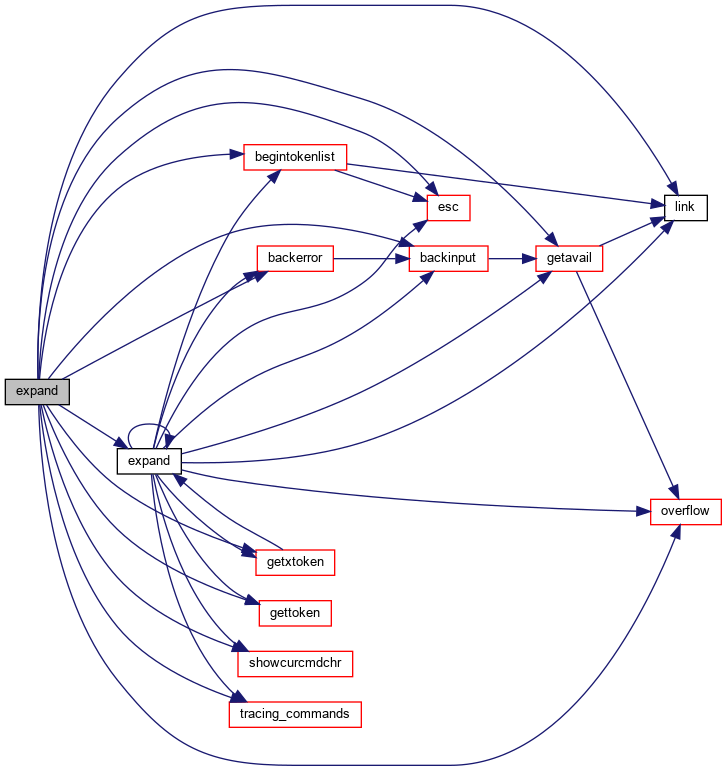 begintokenlist
esc
link
backerror
backinput
getavail
expand
expand
overflow
getxtoken
gettoken
showcurcmdchr
tracing_commands